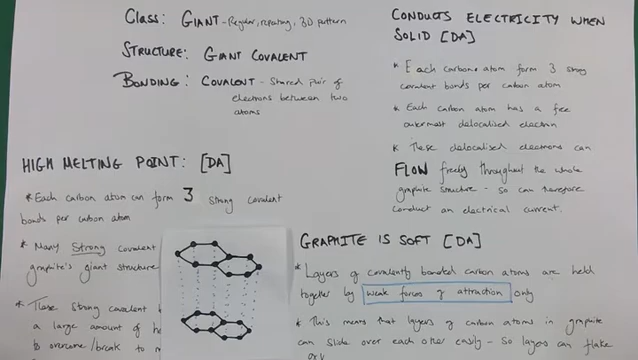 Class: GIANT - Regular, repeating, 3D pattern
STRUCTURE: GIANT COVALENT
BONDING: COVALENT - Shared pair of
electrons between two
atoms
CONDUCTS ELECTRICITY WHEN
SOLID [DA]
* Each carbon atom form 3 strong
covalent bonds per carbon atom
* Each carbon atom has a free
outermost delocalised electron
* These delocalised electrons can
FLOW freely throughout the whole
graphite structure - so can therefore
conduct an electrical current.
HIGH MELTING POINT: [DA]
* Each carbon atom can form 3 strong covalent
bonds per carbon atom
* Many Strong covalent
graphite's giant structure
* These strong covalent
a large amount of
to overcome/break to
GRAPHITE IS SOFT [DA]
* Layers of covalently bonded carbon atoms are held
together by weak forces of attraction only
* This means that layers of carbon atoms in graphite
can slide over each other easily - so layers can flake